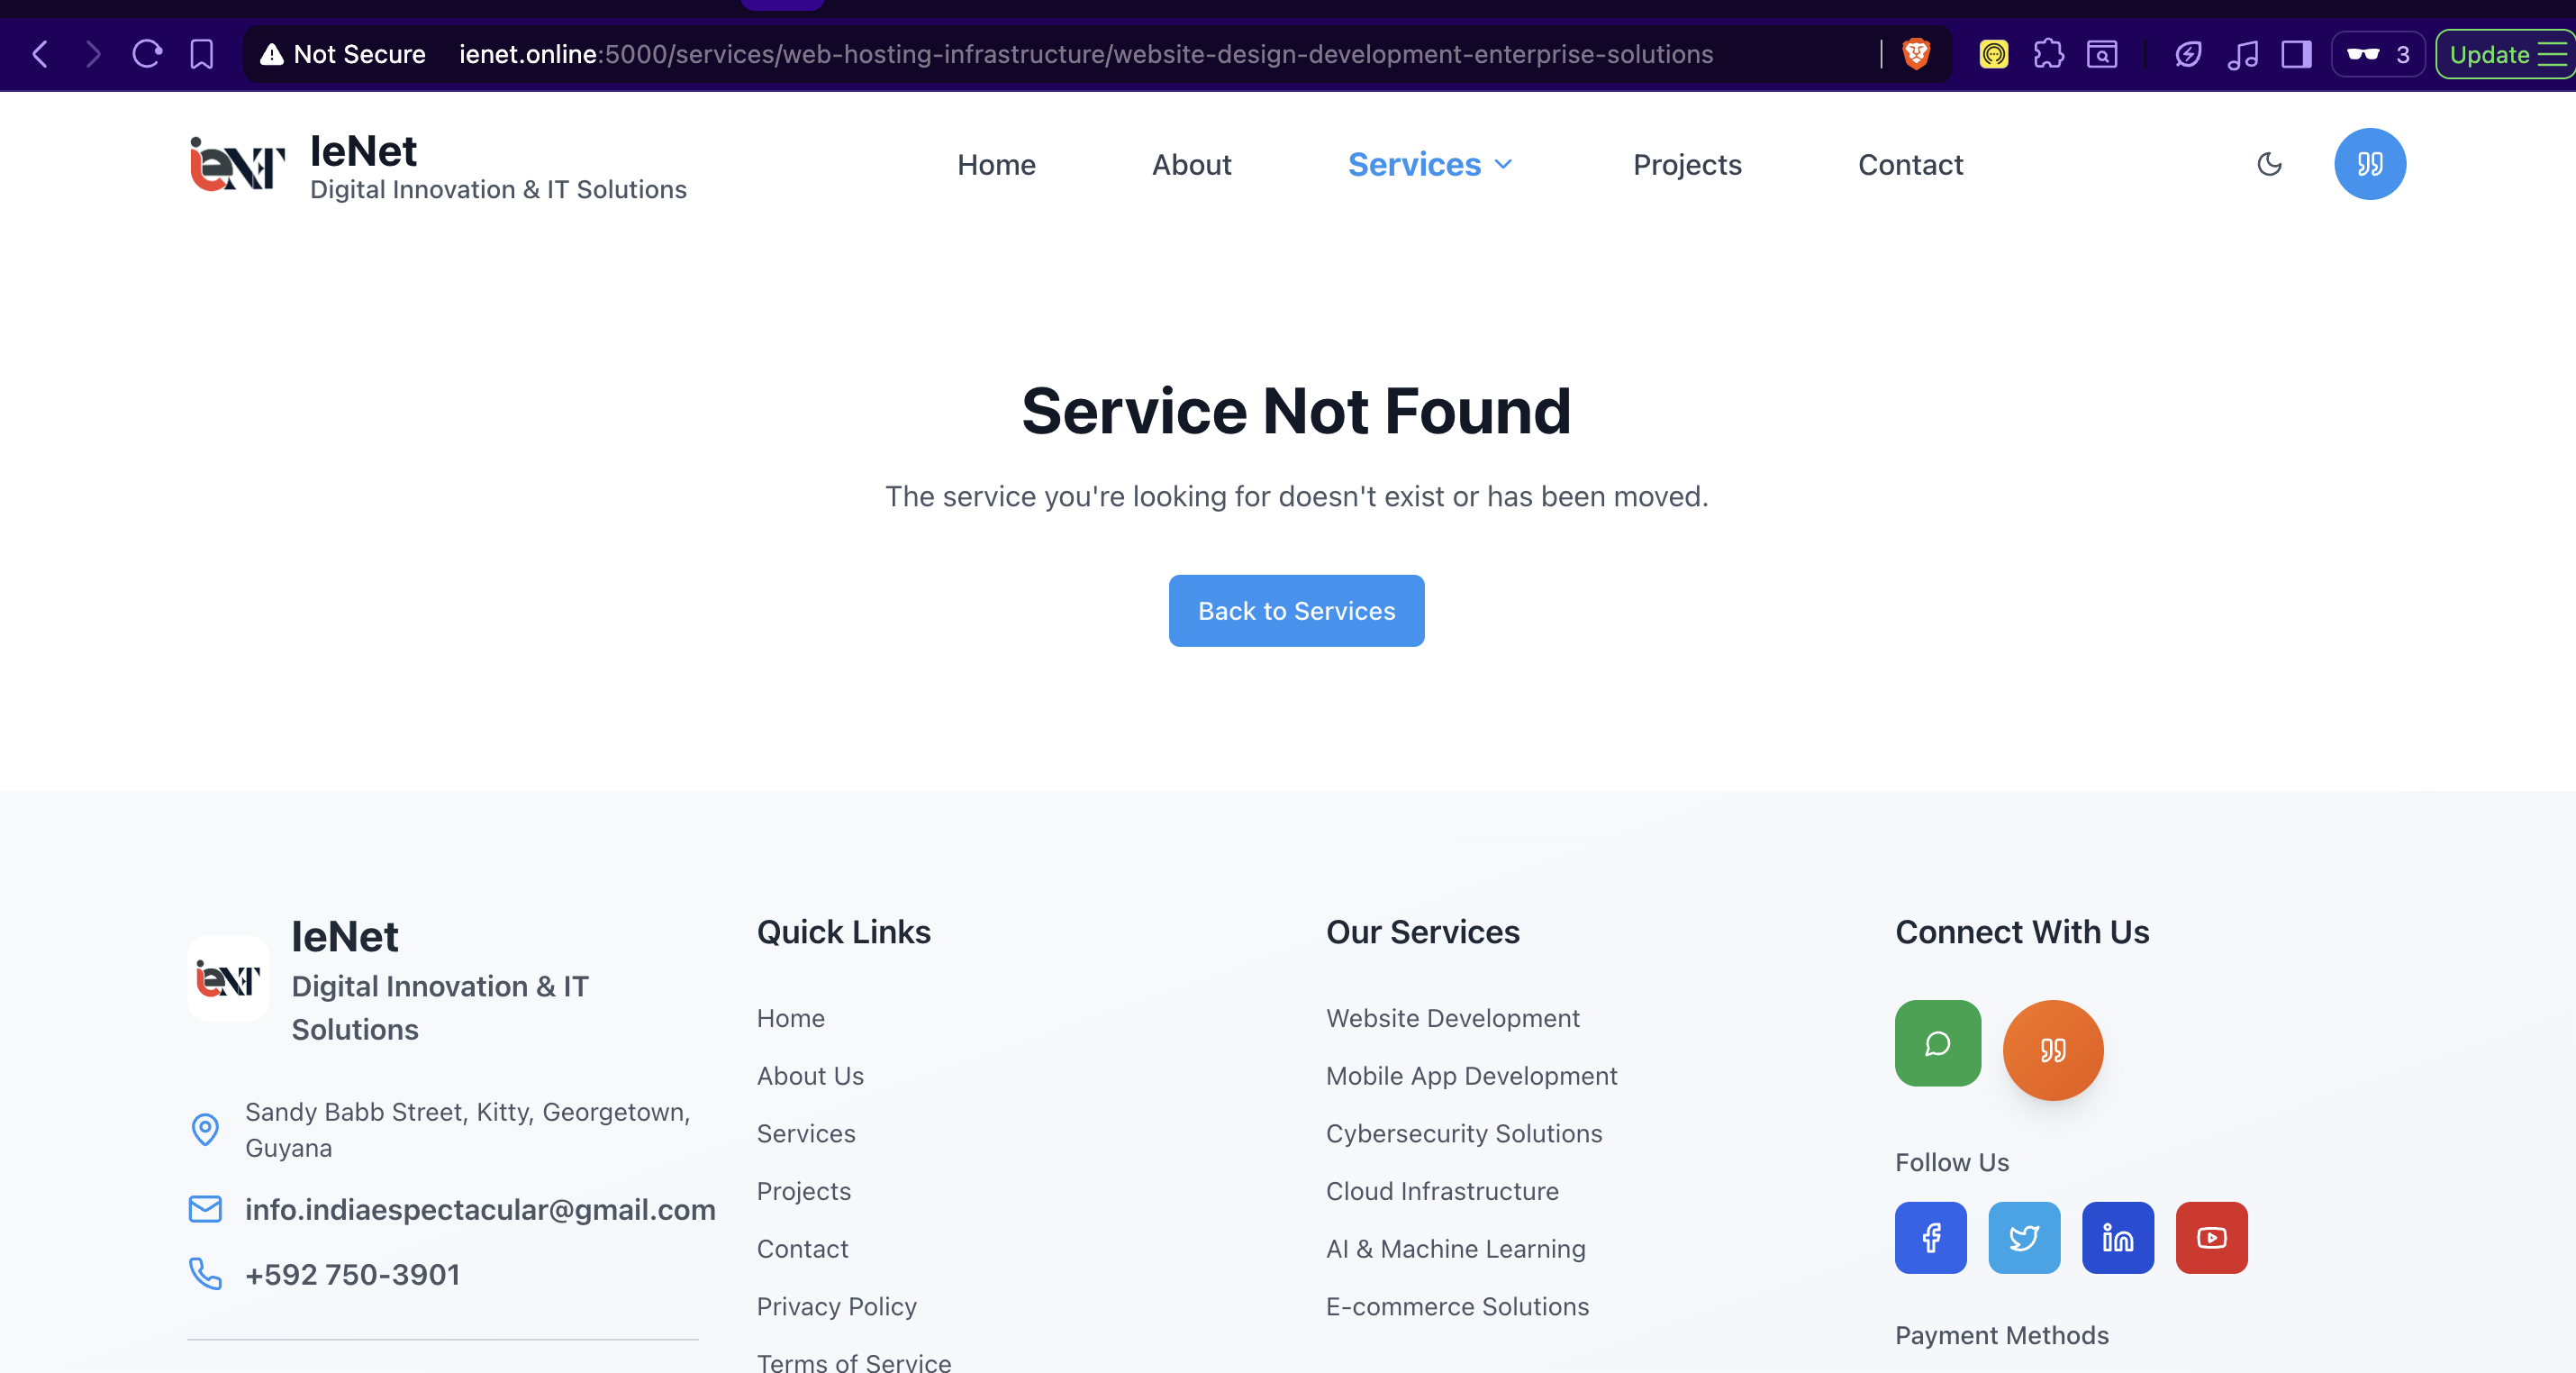 Not Secure ienet.online:5000/services/web-hosting-infrastructure/website-design-development-enterprise-solutions 3 Update
ieNET IeNet
Digital Innovation & IT Solutions
Home About Services Projects Contact
Service Not Found
The service you're looking for doesn't exist or has been moved.
Back to Services
ieNET
IeNet
Digital Innovation & IT
Solutions
Sandy Babb Street, Kitty, Georgetown,
Guyana
info.indiaespectacular@gmail.com
+592 750-3901
Quick Links
Home
About Us
Services
Projects
Contact
Privacy Policy
Terms of Service
Our Services
Website Development
Mobile App Development
Cybersecurity Solutions
Cloud Infrastructure
AI & Machine Learning
E-commerce Solutions
Connect With Us
Follow Us
Payment Methods